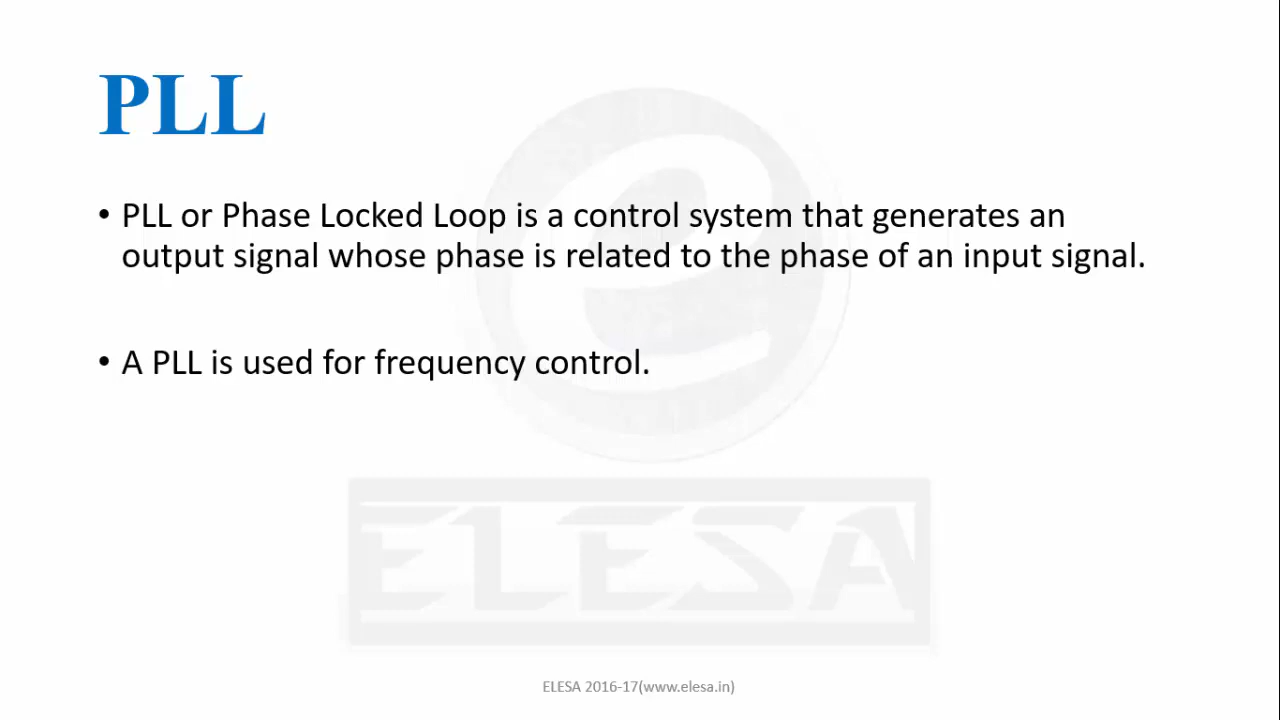 PLL
• PLL or Phase Locked Loop is a control system that generates an
output signal whose phase is related to the phase of an input signal.
• A PLL is used for frequency control.
ELESA
ELESA 2016-17(www.elesa.in)